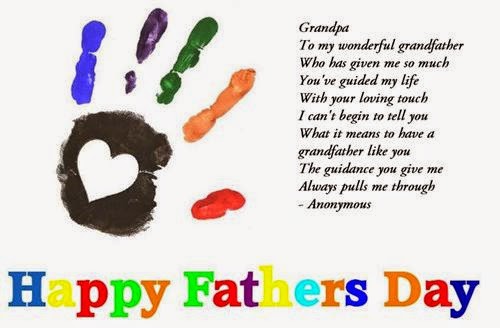 Grandpa
To my wonderful grandfather
Who has given me so much
You've guided my life
With your loving touch
I can't begin to tell you
What it means to have a
grandfather like you
The guidance you give me
Always pulls me through
- Anonymous
Happy Fathers Day